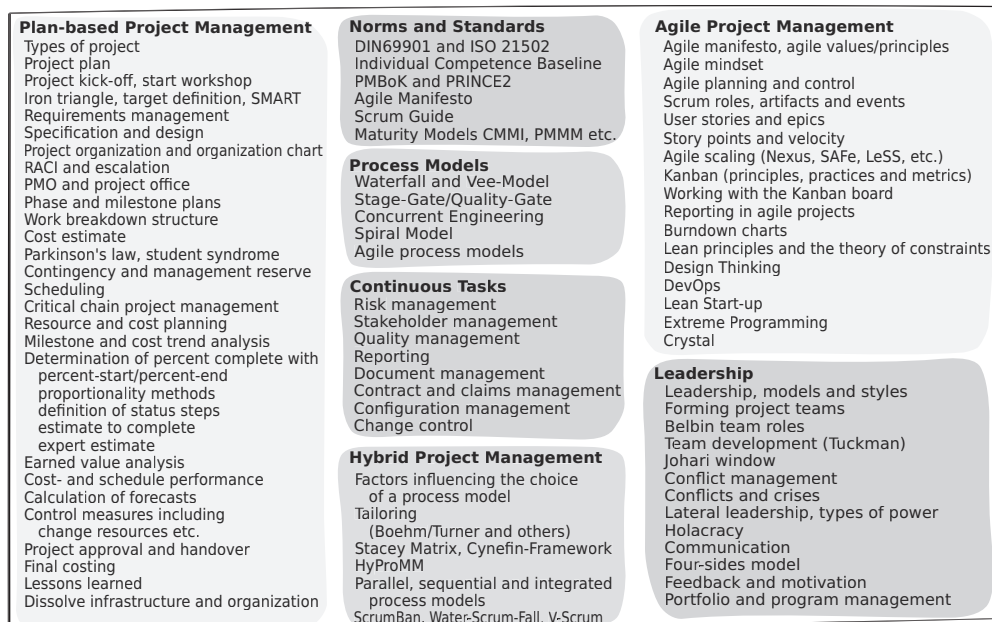 Plan-based Project Management
Types of project
Project plan
Project kick-off, start workshop
Iron triangle, target definition, SMART
Requirements management
Specification and design
Project organization and organization chart
RACI and escalation
PMO and project office
Phase and milestone plans
Work breakdown structure
Cost estimate
Parkinson's law, student syndrome
Contingency and management reserve
Scheduling
Critical chain project management
Resource and cost planning
Milestone and cost trend analysis
Determination of percent complete with
percent-start/percent-end
proportionality methods
definition of status steps
estimate to complete
expert estimate
Earned value analysis
Cost- and schedule performance
Calculation of forecasts
Control measures including
change resources etc.
Project approval and handover
Final costing
Lessons learned
Dissolve infrastructure and organization
Norms and Standards
DIN69901 and ISO 21502
Individual Competence Baseline
PMBoK and PRINCE2
Agile Manifesto
Scrum Guide
Maturity Models CMMI, PMMM etc.
Process Models
Waterfall and Vee-Model
Stage-Gate/Quality-Gate
Concurrent Engineering
Spiral Model
Agile process models
Continuous Tasks
Risk management
Stakeholder management
Quality management
Reporting
Document management
Contract and claims management
Configuration management
Change control
Hybrid Project Management
Factors influencing the choice
of a process model
Tailoring
(Boehm/Turner and others)
Stacey Matrix, Cynefin-Framework
HyProMM
Parallel, sequential and integrated
process models
ScrumBan, Water-Scrum-Fall, V-Scrum
Agile Project Management
Agile manifesto, agile values/principles
Agile mindset
Agile planning and control
Scrum roles, artifacts and events
User stories and epics
Story points and velocity
Agile scaling (Nexus, SAFe, LeSS, etc.)
Kanban (principles, practices and metrics)
Working with the Kanban board
Reporting in agile projects
Burndown charts
Lean principles and the theory of constraints
Design Thinking
DevOps
Lean Start-up
Extreme Programming
Crystal
Leadership
Leadership, models and styles
Forming project teams
Belbin team roles
Team development (Tuckman)
Johari window
Conflict management
Conflicts and crises
Lateral leadership, types of power
Holacracy
Communication
Four-sides model
Feedback and motivation
Portfolio and program management